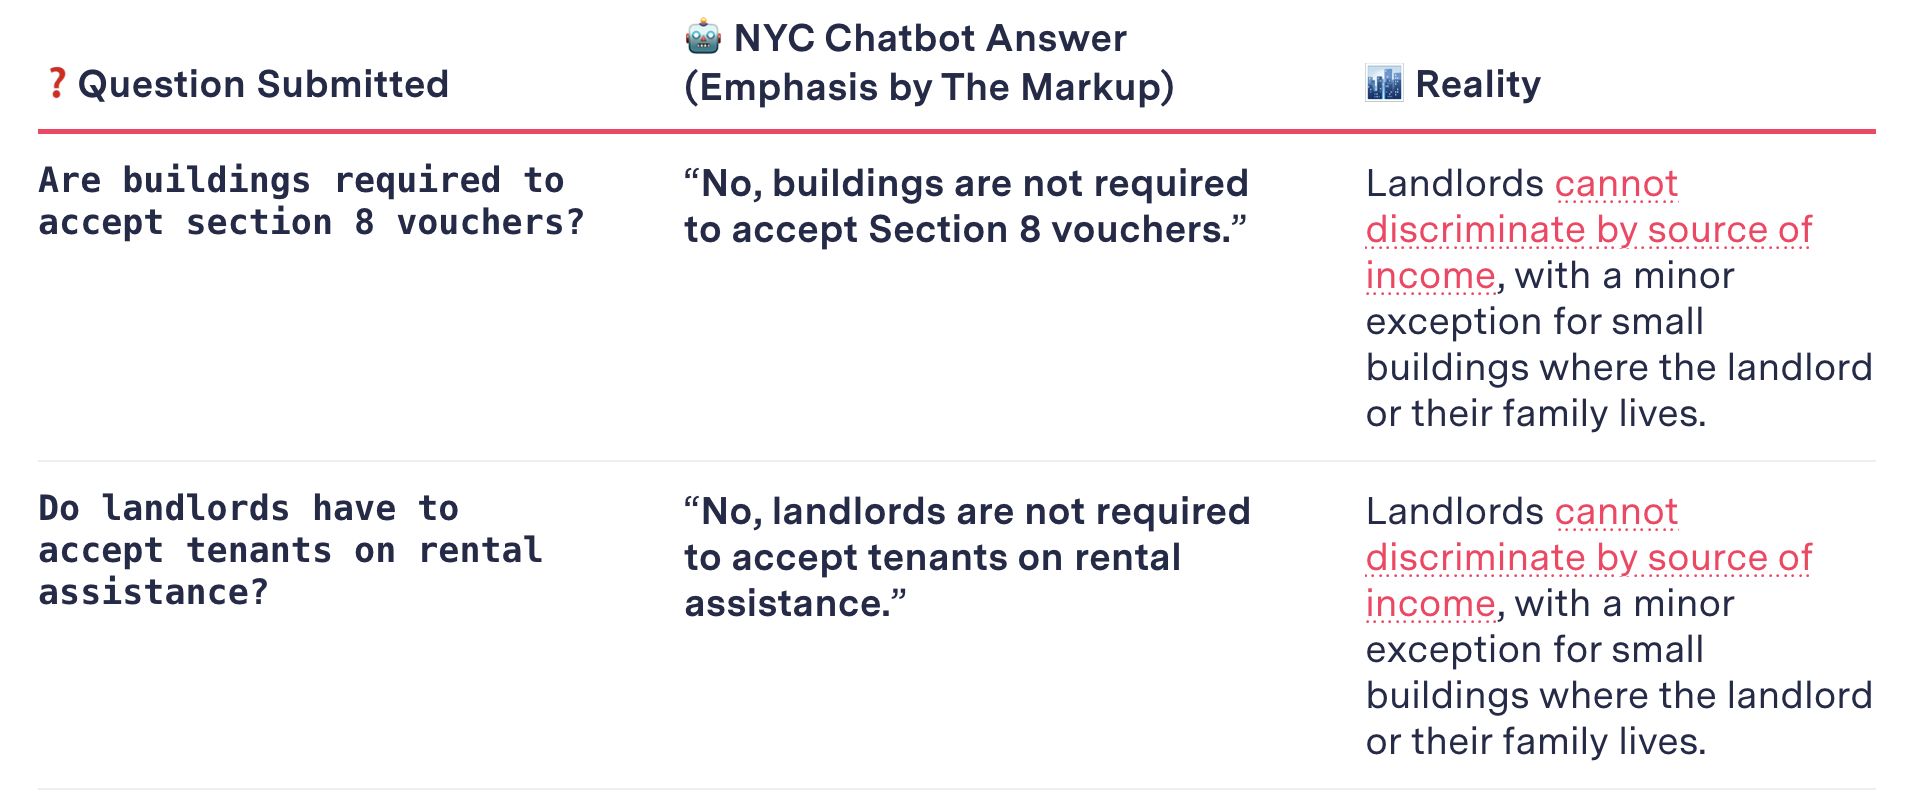 ❓Question Submitted
🤖 NYC Chatbot Answer
(Emphasis by The Markup)
🏙️ Reality
Are buildings required to
accept section 8 vouchers?
“No, buildings are not required
to accept Section 8 vouchers.”
Landlords cannot
discriminate by source of
income, with a minor
exception for small
buildings where the landlord
or their family lives.
Do landlords have to
accept tenants on rental
assistance?
“No, landlords are not required
to accept tenants on rental
assistance.”
Landlords cannot
discriminate by source of
income, with a minor
exception for small
buildings where the landlord
or their family lives.